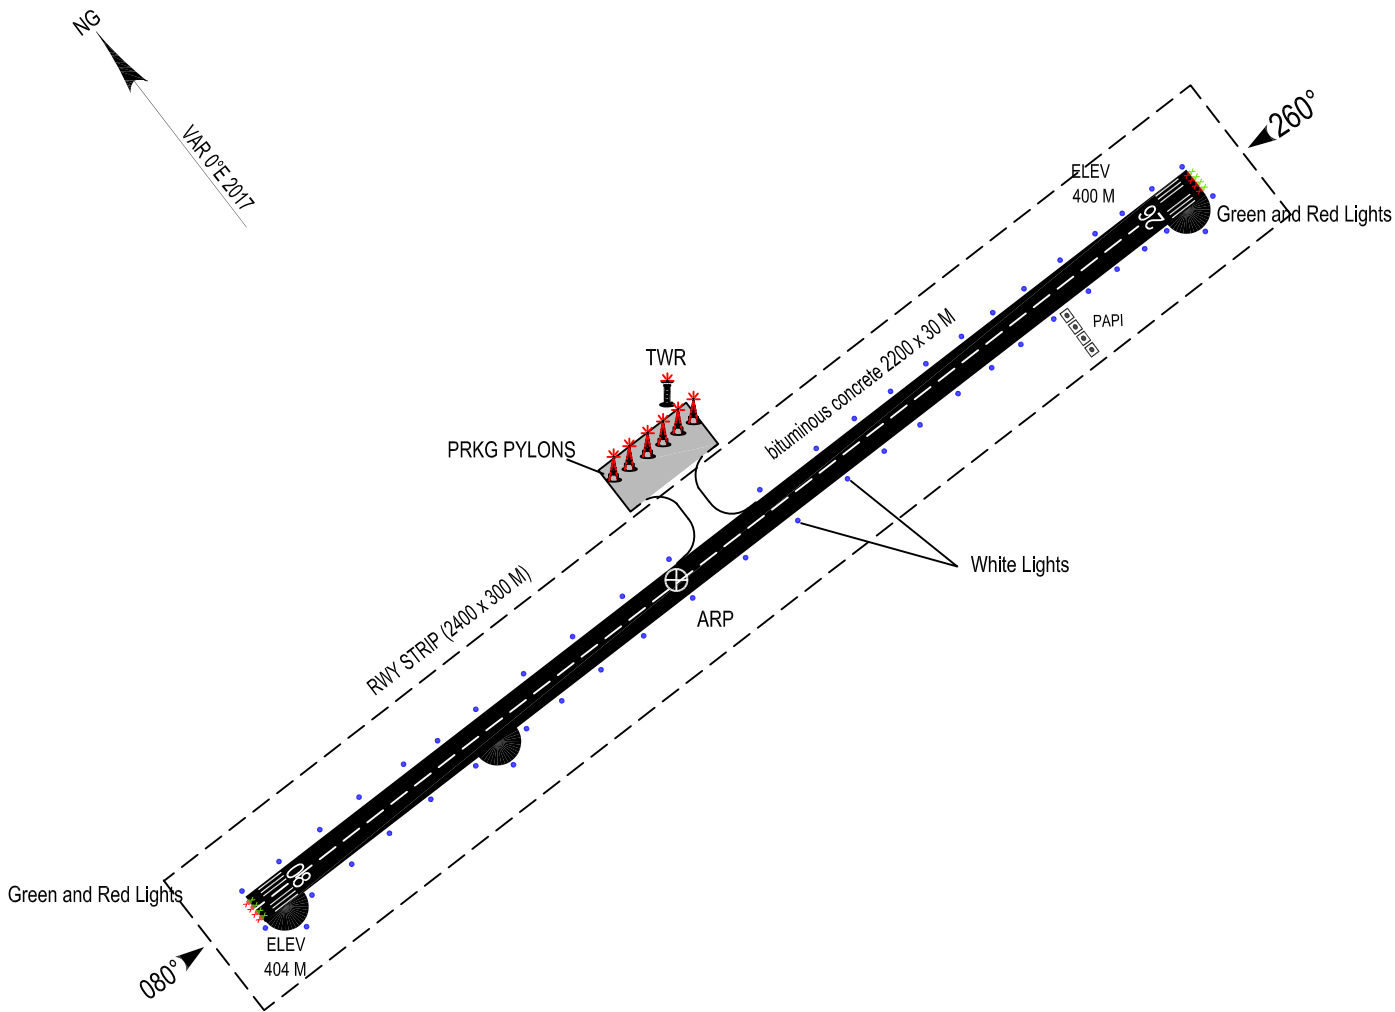 NG
VAR 0°E 2017
260°
ELEV
400 M
26
Green and Red Lights
PAPI
bituminous concrete 2200 x 30 M
TWR
PRKG PYLONS
White Lights
ARP
RWY STRIP (2400 x 300 M)
08
Green and Red Lights
ELEV
404 M
080°